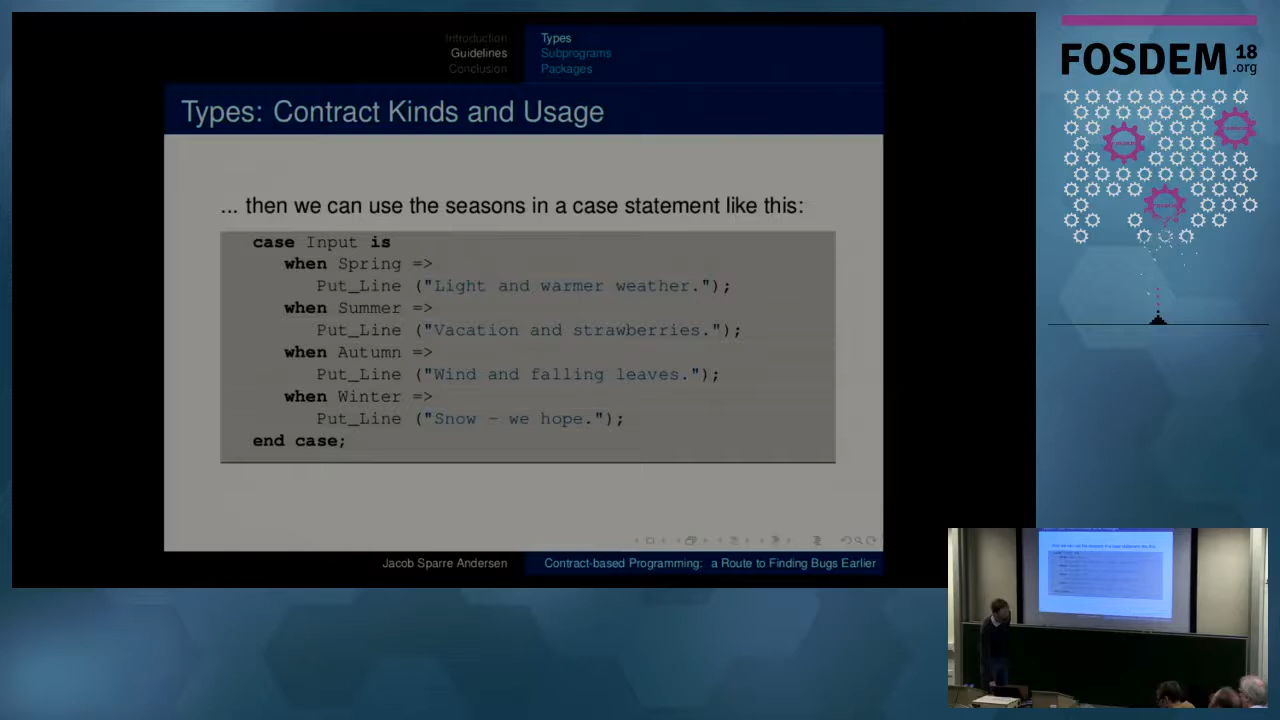 Introduction
Guidelines
Conclusion
Types
Subprograms
Packages
Types: Contract Kinds and Usage
... then we can use the seasons in a case statement like this:
case Input is
when Spring =>
Put_Line ("Light and warmer weather.");
when Summer =>
Put_Line ("Vacation and strawberries.");
when Autumn =>
Put_Line ("Wind and falling leaves.");
when Winter =>
Put_Line ("Snow - we hope.");
end case;
Jacob Sparre Andersen
Contract-based Programming: a Route to Finding Bugs Earlier
FOSDEM 18
.org